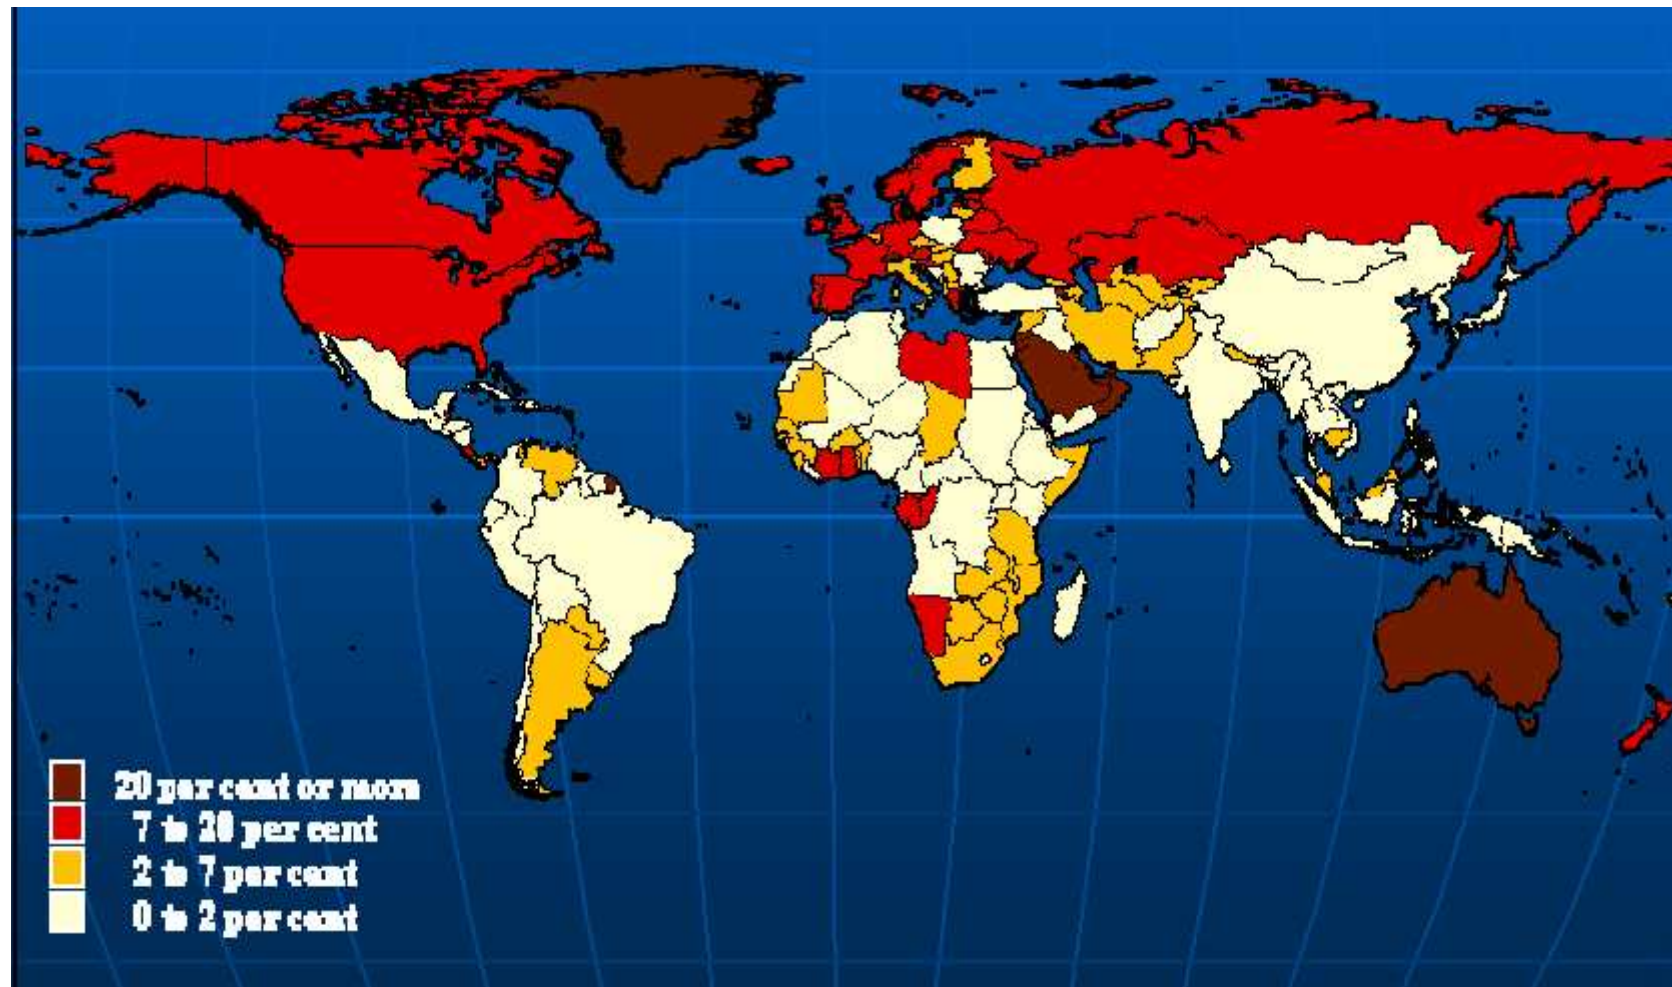 20 per cent or more
7 to 20 per cent
2 to 7 per cent
0 to 2 per cent